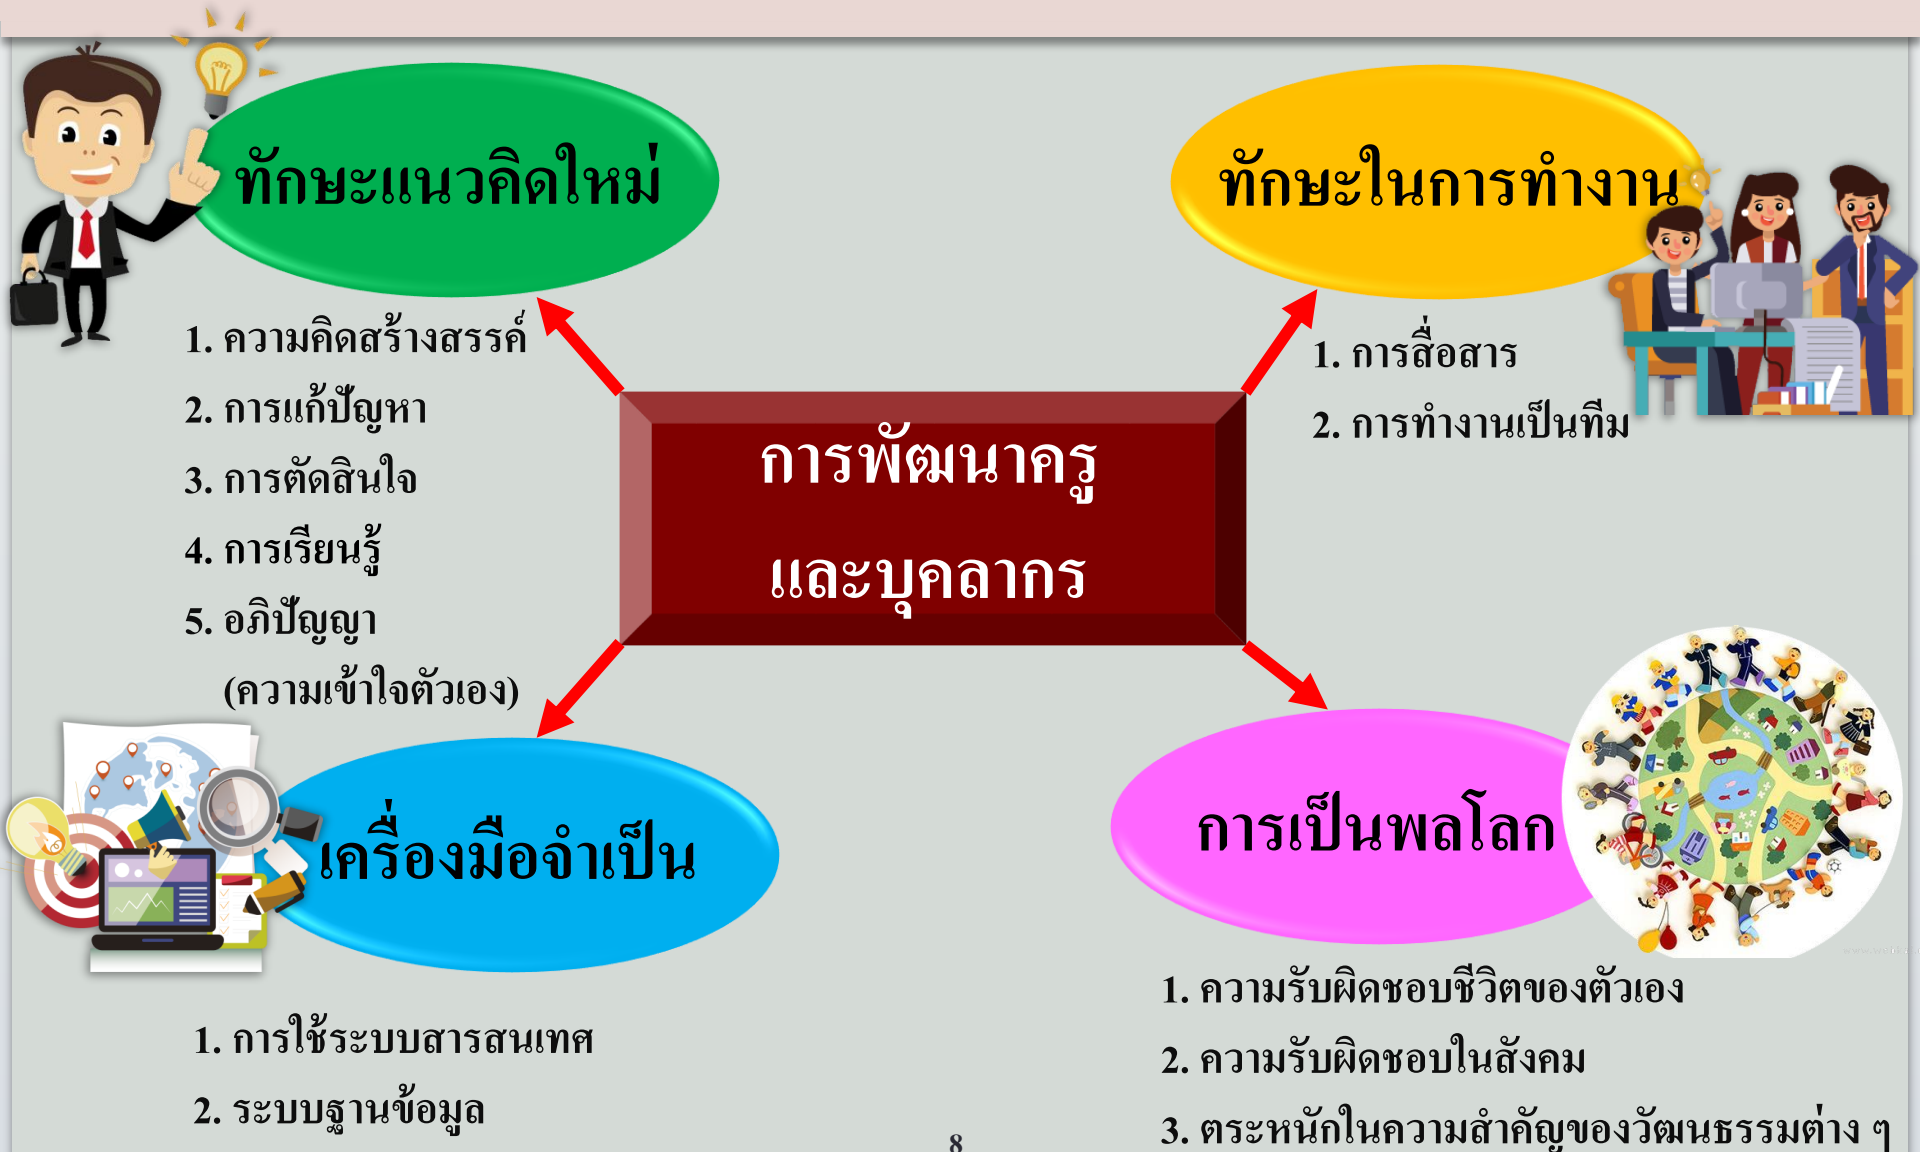 ทักษะแนวคิดใหม่
1. ความคิดสร้างสรรค์
2. การแก้ปัญหา
3. การตัดสินใจ
4. การเรียนรู้
5. อภิปัญญา
(ความเข้าใจตัวเอง)
ทักษะในการทำงาน
1. การสื่อสาร
2. การทำงานเป็นทีม
การพัฒนาครู
และบุคลากร
เครื่องมือจำเป็น
1. การใช้ระบบสารสนเทศ
2. ระบบฐานข้อมูล
การเป็นพลโลก
1. ความรับผิดชอบชีวิตของตัวเอง
2. ความรับผิดชอบในสังคม
3. ตระหนักในความสำคัญของวัฒนธรรมต่าง ๆ
8